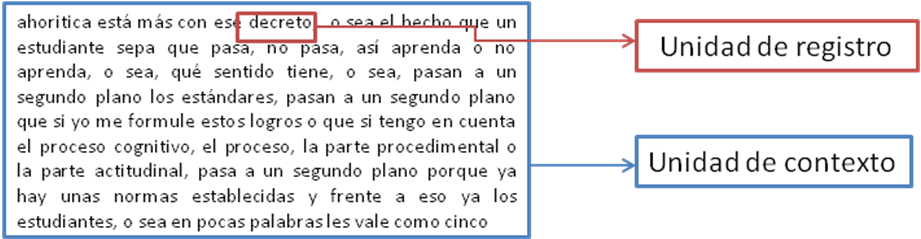 ahoritica está más con ese decreto, o sea el hecho que un
estudiante sepa que pasa, no pasa, así aprenda o no
aprenda, o sea, qué sentido tiene, o sea, pasan a un
segundo plano los estándares, pasan a un segundo plano
que si yo me formule estos logros o que si tengo en cuenta
el proceso cognitivo, el proceso, la parte procedimental o
la parte actitudinal, pasa a un segundo plano porque ya
hay unas normas establecidas y frente a eso ya los
estudiantes, o sea en pocas palabras les vale como cinco
Unidad de registro
Unidad de contexto